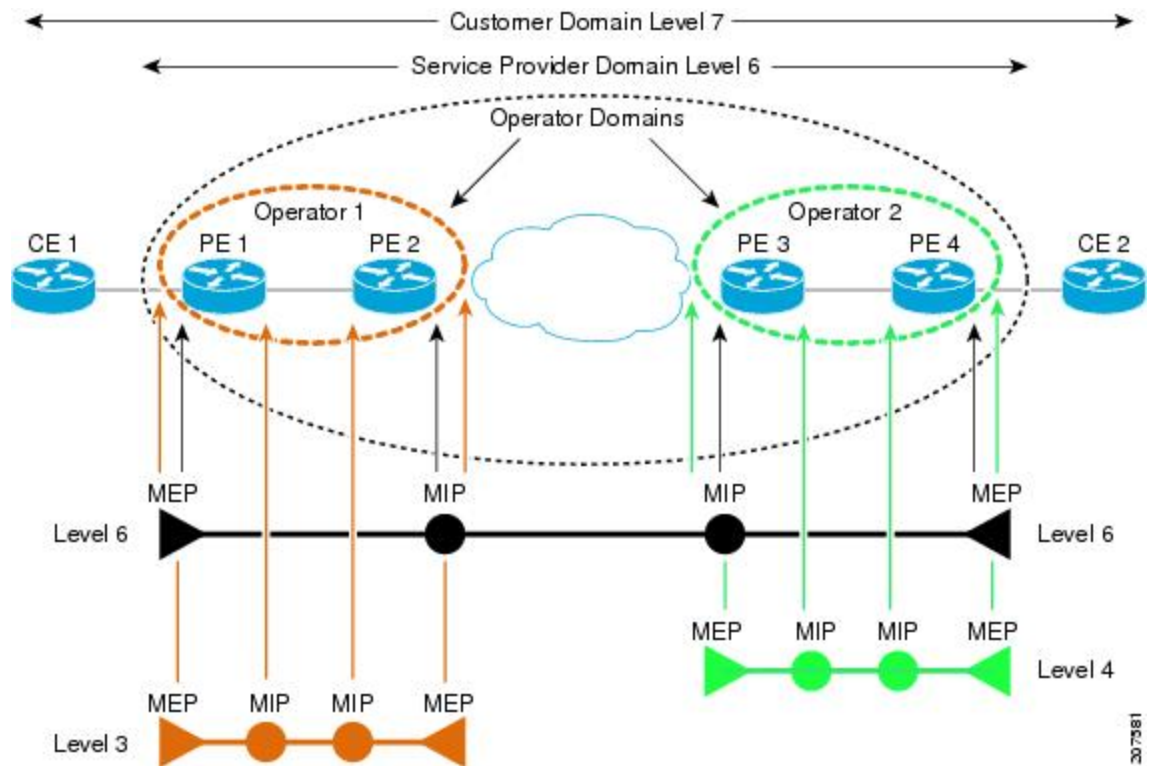 Customer Domain Level 7
Service Provider Domain Level 6
Operator Domains
Operator 1
Operator 2
CE 1
PE 1
PE 2
PE 3
PE 4
CE 2
MEP
MIP
MIP
MEP
Level 6
Level 6
MEP
MIP
MIP
MEP
Level 4
MEP
MIP
MIP
MEP
Level 3
207581